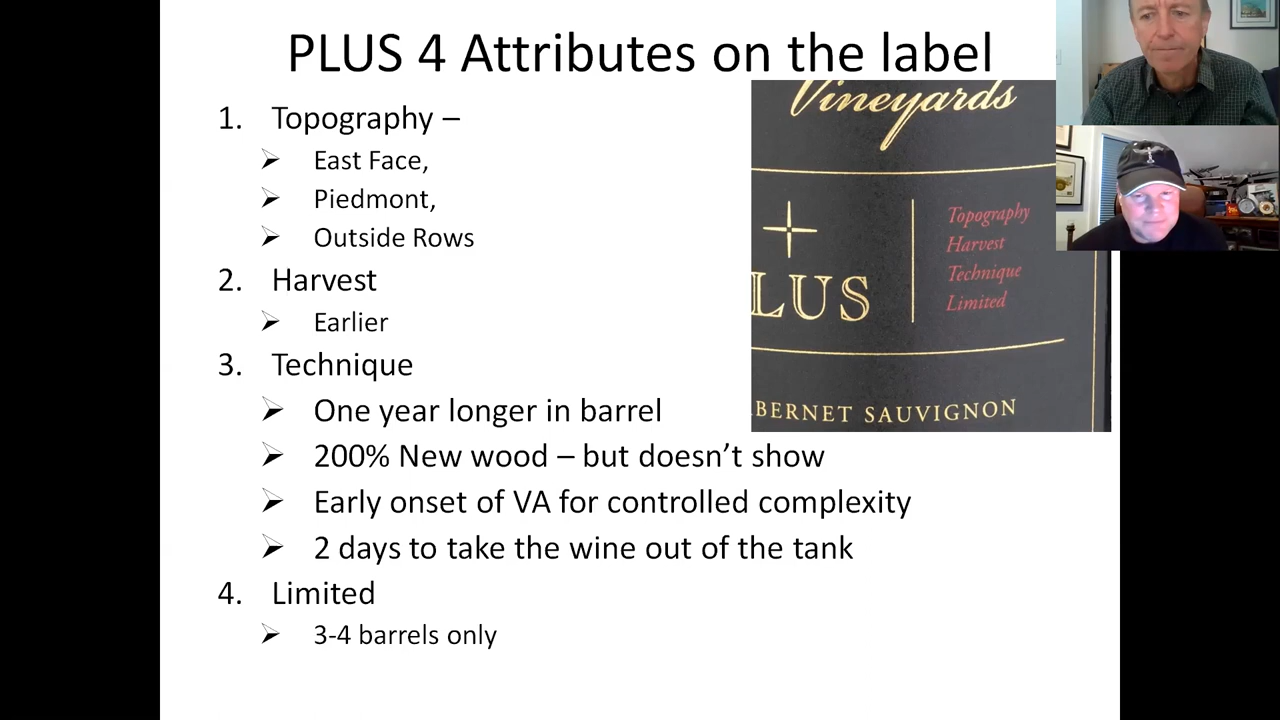 PLUS 4 Attributes on the label
1. Topography –
East Face,
Piedmont,
Outside Rows
2. Harvest
Earlier
3. Technique
One year longer in barrel
200% New wood – but doesn’t show
Early onset of VA for controlled complexity
2 days to take the wine out of the tank
4. Limited
3-4 barrels only
Vineyards
+
LUS
Topography
Harvest
Technique
Limited
BERNET SAUVIGNON